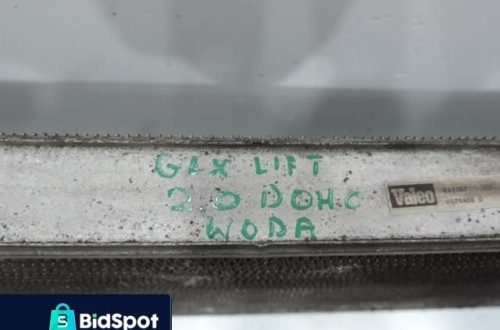 GLX LIFT
2.0 DOHC
WODA
Valeo
BidSpot